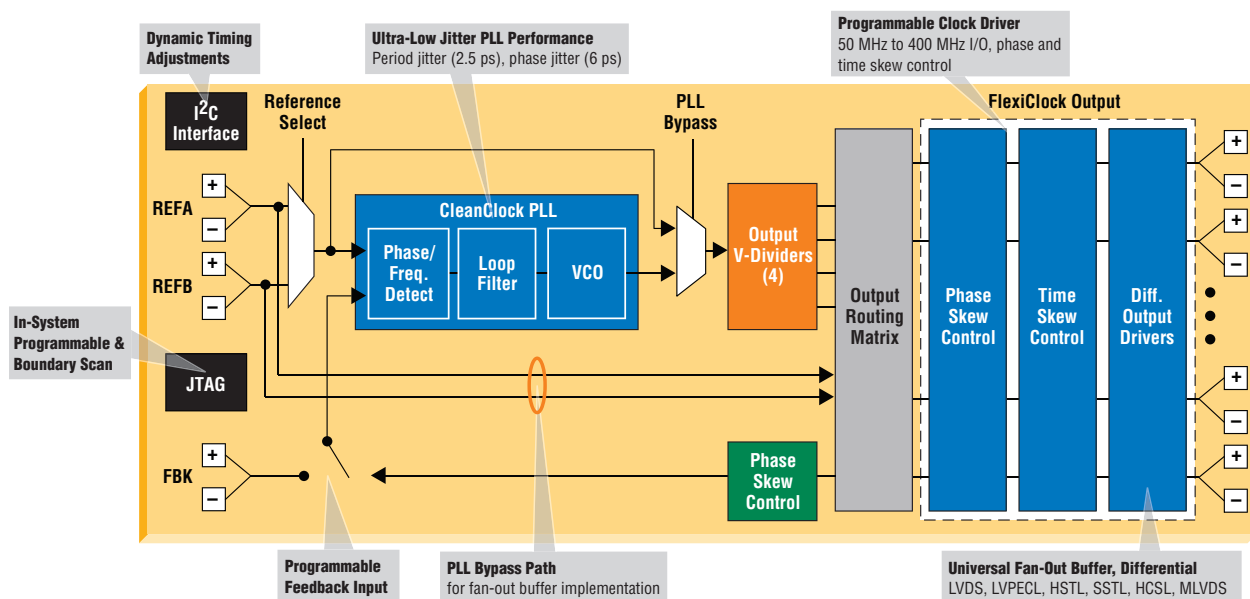 Dynamic Timing
Adjustments
Ultra-Low Jitter PLL Performance
Period jitter (2.5 ps), phase jitter (6 ps)
Programmable Clock Driver
50 MHz to 400 MHz I/O, phase and
time skew control
I2C
Interface
Reference
Select
PLL
Bypass
FlexiClock Output
REFA
+
−
REFB
+
−
CleanClock PLL
Phase/
Freq.
Detect
Loop
Filter
VCO
Output
V-Dividers
(4)
Output
Routing
Matrix
Phase
Skew
Control
Time
Skew
Control
Diff.
Output
Drivers
+
−
+
−
+
−
+
−
In-System
Programmable &
Boundary Scan
JTAG
FBK
+
−
Phase
Skew
Control
Programmable
Feedback Input
PLL Bypass Path
for fan-out buffer implementation
Universal Fan-Out Buffer, Differential
LVDS, LVPECL, HSTL, SSTL, HCSL, MLVDS